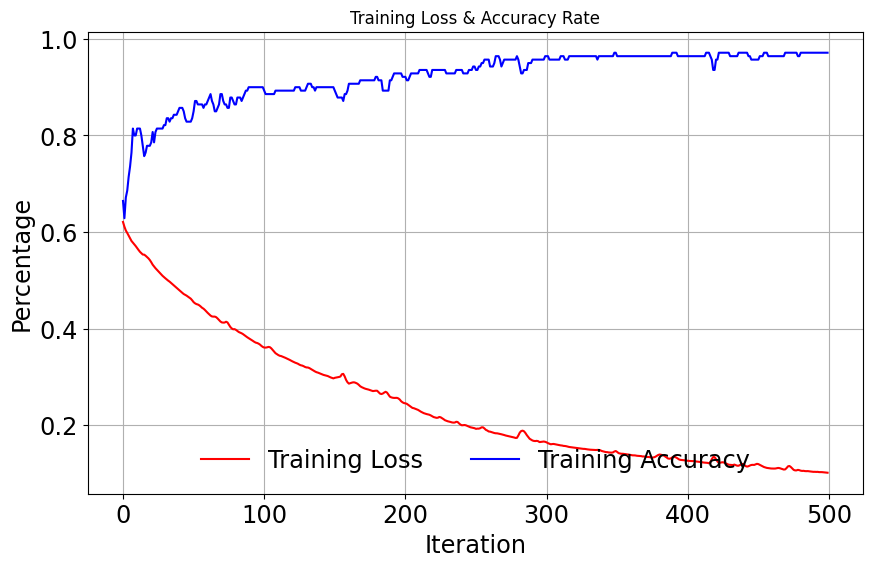 Training Loss & Accuracy Rate
1.0
0.8
0.6
0.4
0.2
Percentage
Training Loss Training Accuracy
0 100 200 300 400 500
Iteration